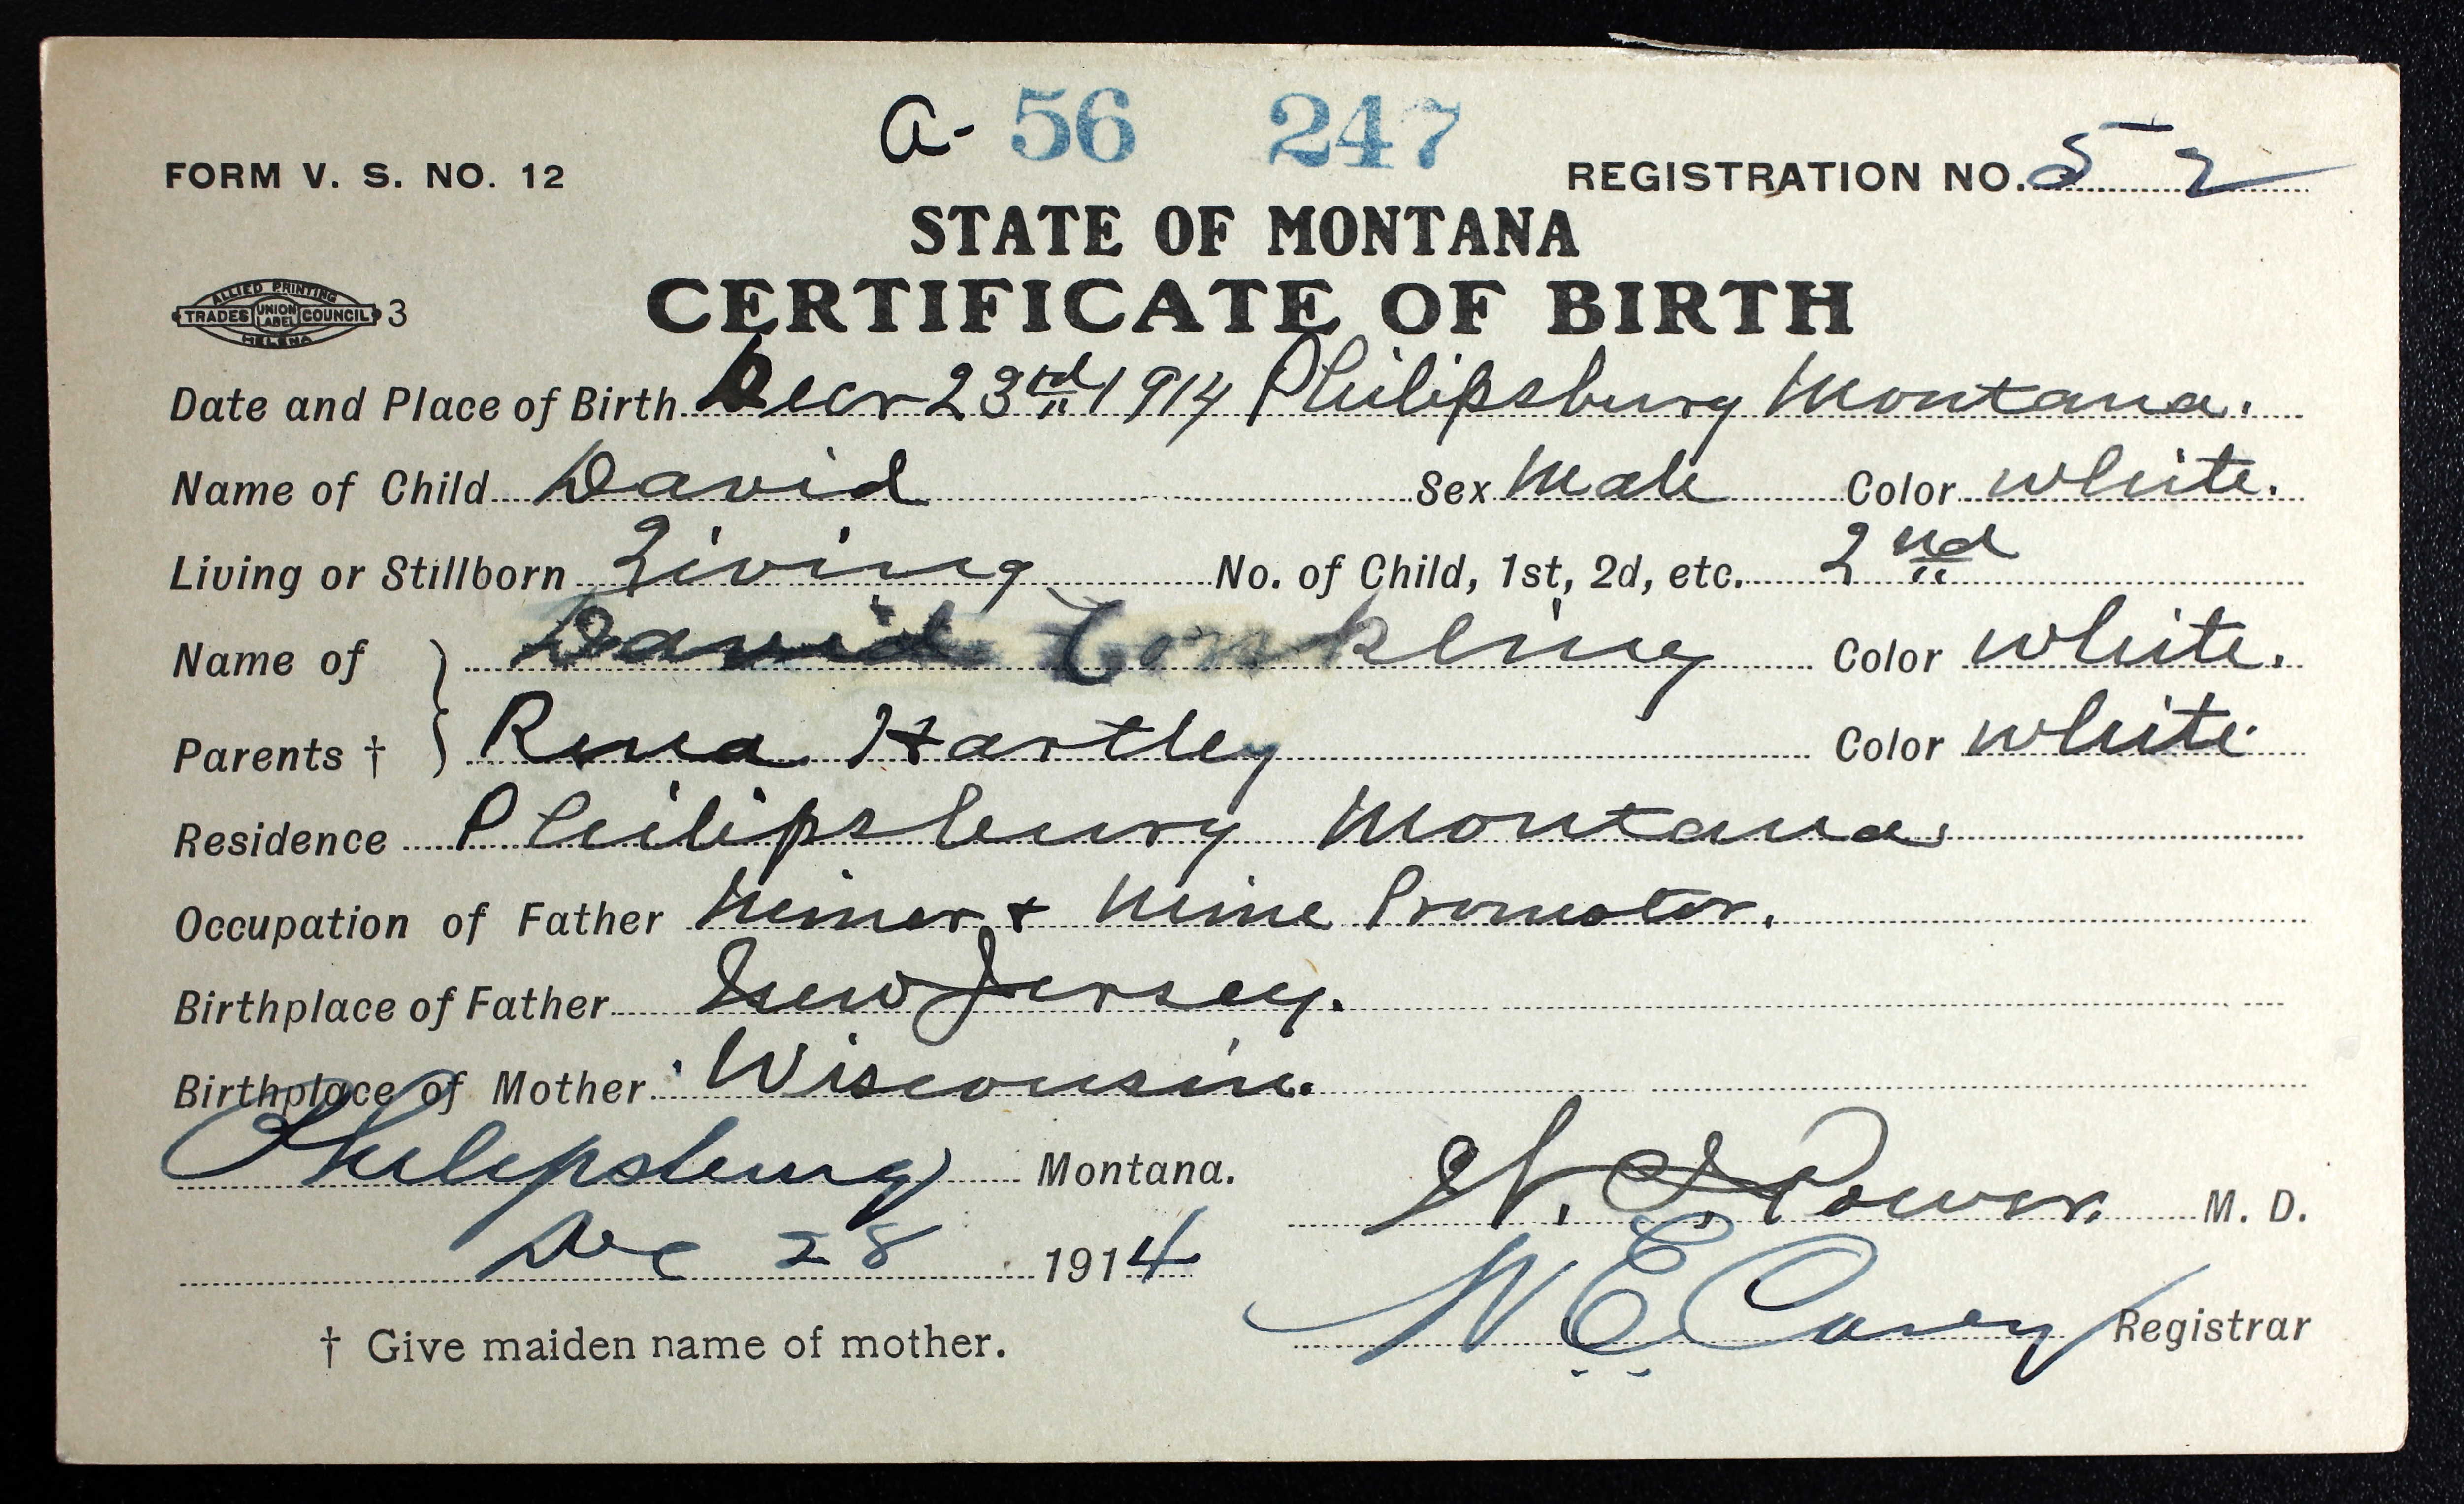 a- 56 247
FORM V. S. NO. 12
REGISTRATION NO. 52
STATE OF MONTANA
CERTIFICATE OF BIRTH
ALLIED PRINTING
TRADES UNION LABEL COUNCIL 3
HELENA
Date and Place of Birth Decr 23rd 1914 Philipsburg Montana.
Name of Child David Sex Male Color White.
Living or Stillborn Living No. of Child, 1st, 2d, etc. 2nd
Name of David Conkling Color White.
Parents † Rena Hartley Color White
Residence Philipsburg Montana.
Occupation of Father Miner + Mine Promoter.
Birthplace of Father New Jersey.
Birthplace of Mother Wisconsin.
Philipsburg Montana.
W. I. Power. M. D.
Dec 28 1914
W E Carey Registrar
† Give maiden name of mother.